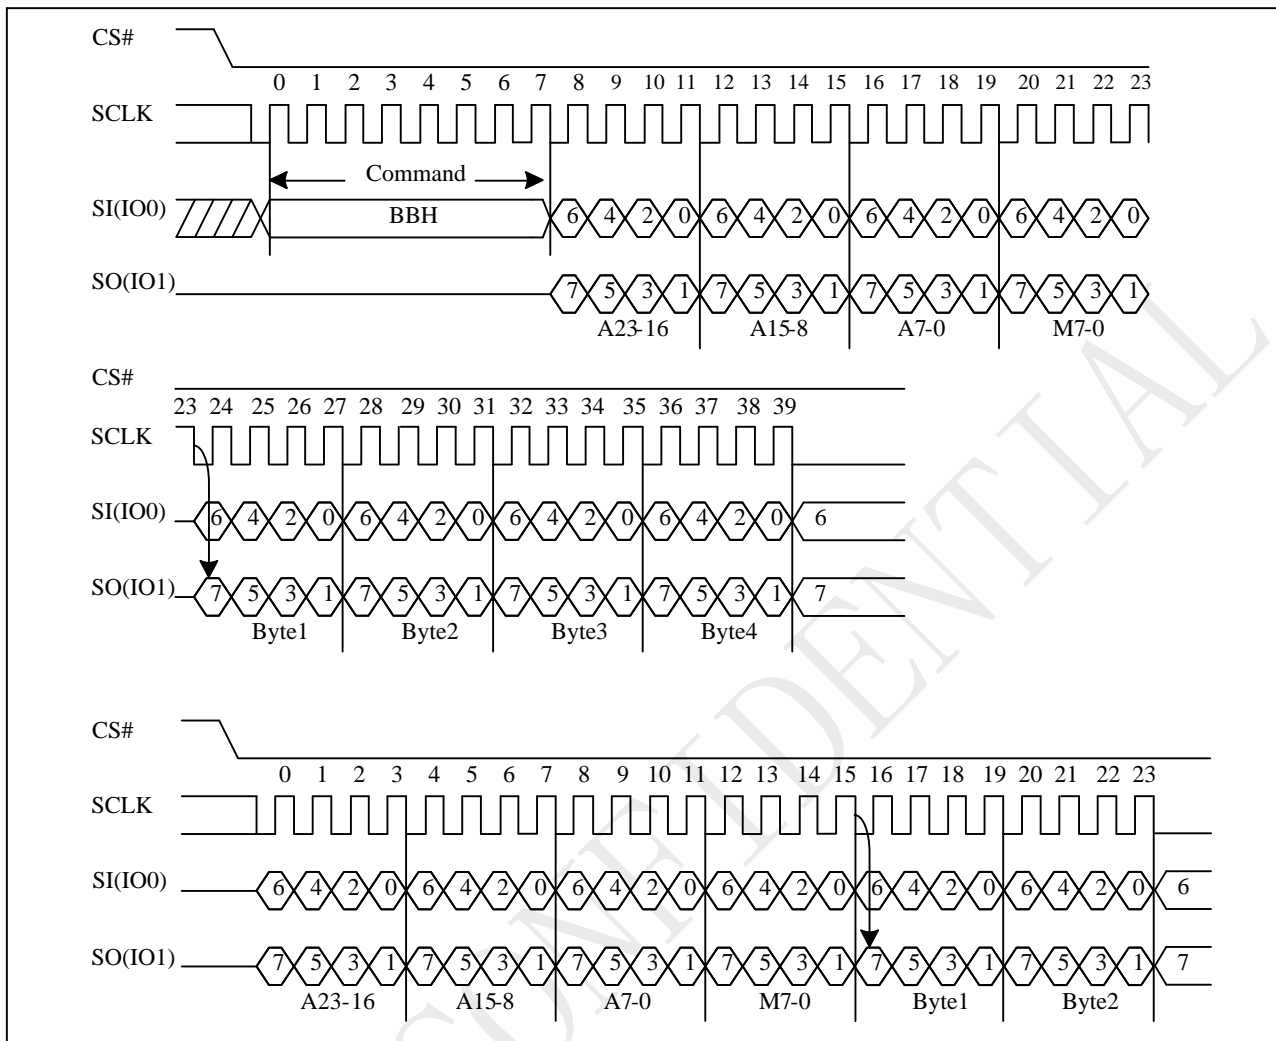 CS#
0 1 2 3 4 5 6 7 8 9 10 11 12 13 14 15 16 17 18 19 20 21 22 23
SCLK
Command
SI(IO0) BBH 6 4 2 0 6 4 2 0 6 4 2 0 6 4 2 0
SO(IO1) 7 5 3 1 7 5 3 1 7 5 3 1 7 5 3 1
A23-16 A15-8 A7-0 M7-0
CS#
23 24 25 26 27 28 29 30 31 32 33 34 35 36 37 38 39
SCLK
SI(IO0) 6 4 2 0 6 4 2 0 6 4 2 0 6 4 2 0 6
SO(IO1) 7 5 3 1 7 5 3 1 7 5 3 1 7 5 3 1 7
Byte1 Byte2 Byte3 Byte4
CS#
0 1 2 3 4 5 6 7 8 9 10 11 12 13 14 15 16 17 18 19 20 21 22 23
SCLK
SI(IO0) 6 4 2 0 6 4 2 0 6 4 2 0 6 4 2 0 6 4 2 0 6 4 2 0 6
SO(IO1) 7 5 3 1 7 5 3 1 7 5 3 1 7 5 3 1 7 5 3 1 7 5 3 1 7
A23-16 A15-8 A7-0 M7-0 Byte1 Byte2
CONFIDENTIAL